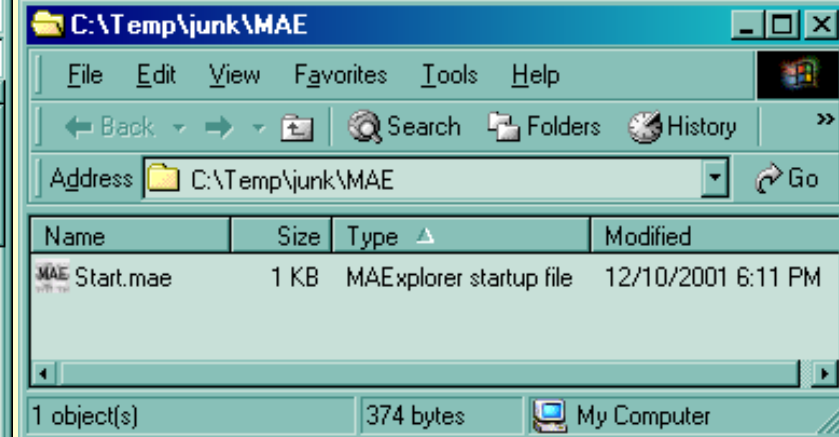 C:\Temp\junk\MAE
File Edit View Favorites Tools Help
Back Search Folders History »
Address C:\Temp\junk\MAE Go
Name Size Type Modified
MAE Start.mae 1 KB MAExplorer startup file 12/10/2001 6:11 PM
1 object(s) 374 bytes My Computer